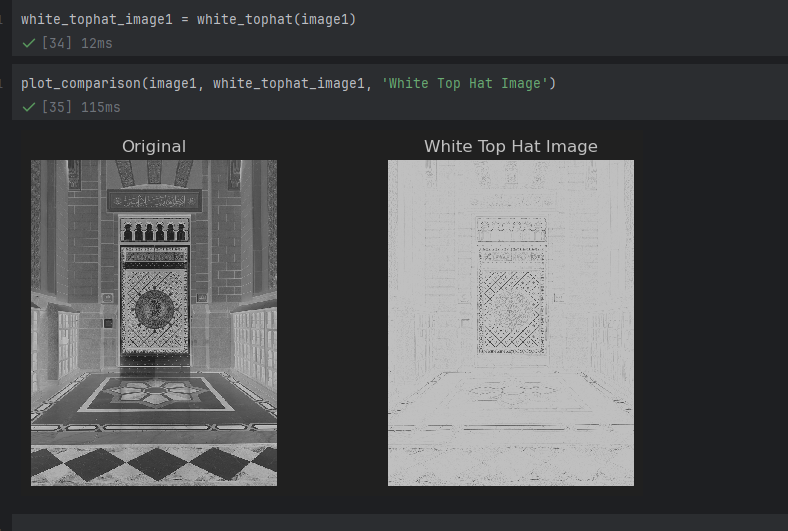 white_tophat_image1 = white_tophat(image1)
[34] 12ms
plot_comparison(image1, white_tophat_image1, 'White Top Hat Image')
[35] 115ms
Original
White Top Hat Image